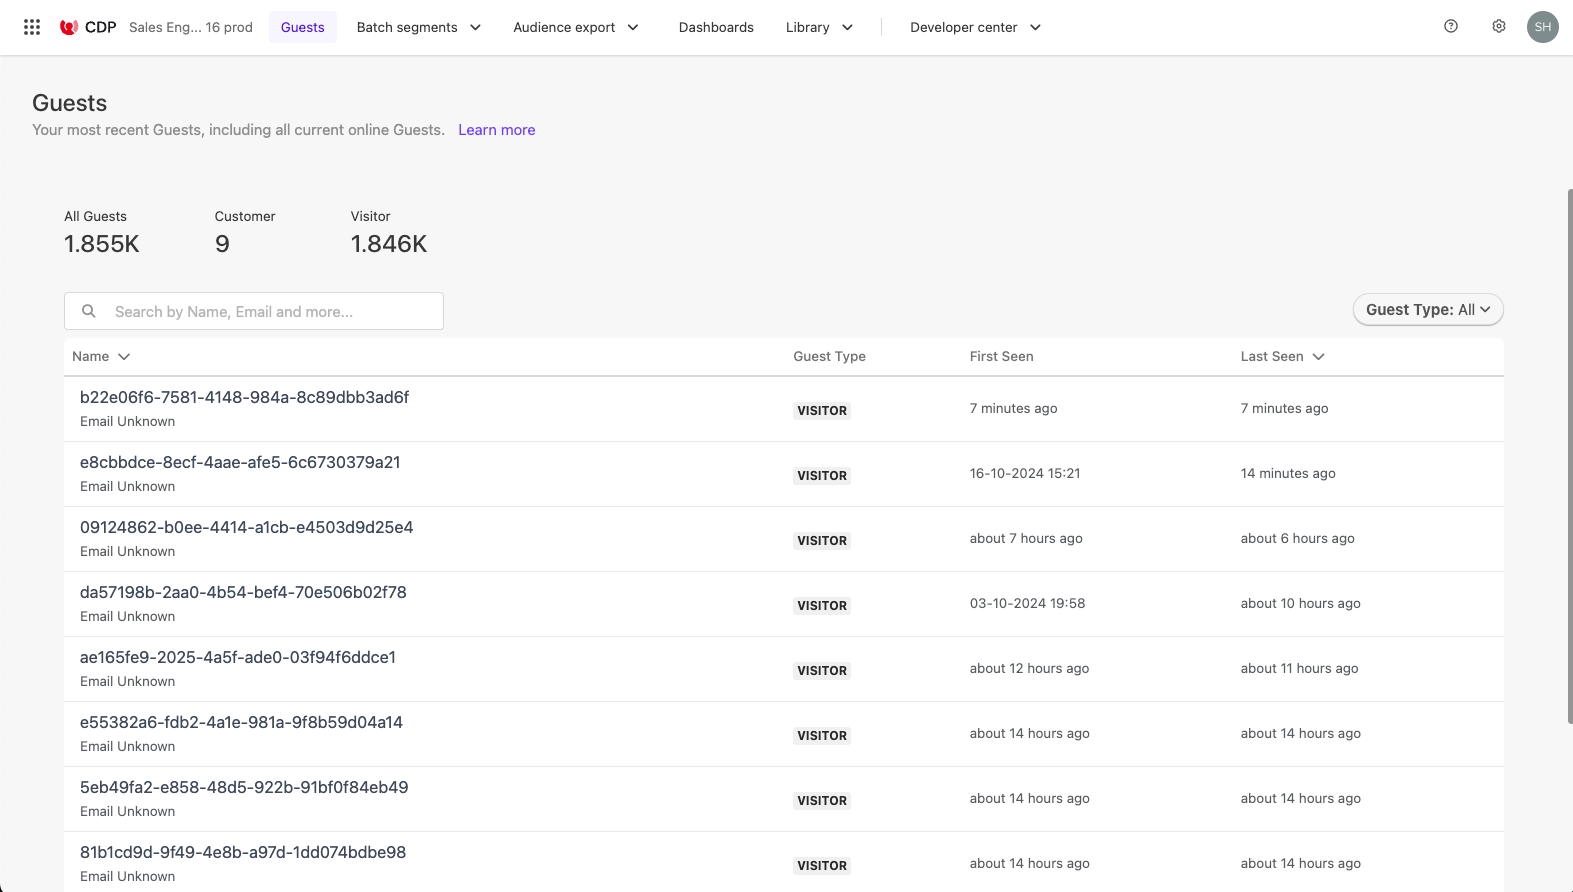 CDP Sales Eng... 16 prod Guests Batch segments Audience export Dashboards Library Developer center SH
Guests
Your most recent Guests, including all current online Guests. Learn more
All Guests Customer Visitor
1.855K 9 1.846K
Search by Name, Email and more...
Guest Type: All
Name Guest Type First Seen Last Seen
b22e06f6-7581-4148-984a-8c89dbb3ad6f
Email Unknown
VISITOR 7 minutes ago 7 minutes ago
e8cbbdce-8ecf-4aae-afe5-6c6730379a21
Email Unknown
VISITOR 16-10-2024 15:21 14 minutes ago
09124862-b0ee-4414-a1cb-e4503d9d25e4
Email Unknown
VISITOR about 7 hours ago about 6 hours ago
da57198b-2aa0-4b54-bef4-70e506b02f78
Email Unknown
VISITOR 03-10-2024 19:58 about 10 hours ago
ae165fe9-2025-4a5f-ade0-03f94f6ddce1
Email Unknown
VISITOR about 12 hours ago about 11 hours ago
e55382a6-fdb2-4a1e-981a-9f8b59d04a14
Email Unknown
VISITOR about 14 hours ago about 14 hours ago
5eb49fa2-e858-48d5-922b-91bf0f84eb49
Email Unknown
VISITOR about 14 hours ago about 14 hours ago
81b1cd9d-9f49-4e8b-a97d-1dd074bdbe98
Email Unknown
VISITOR about 14 hours ago about 14 hours ago